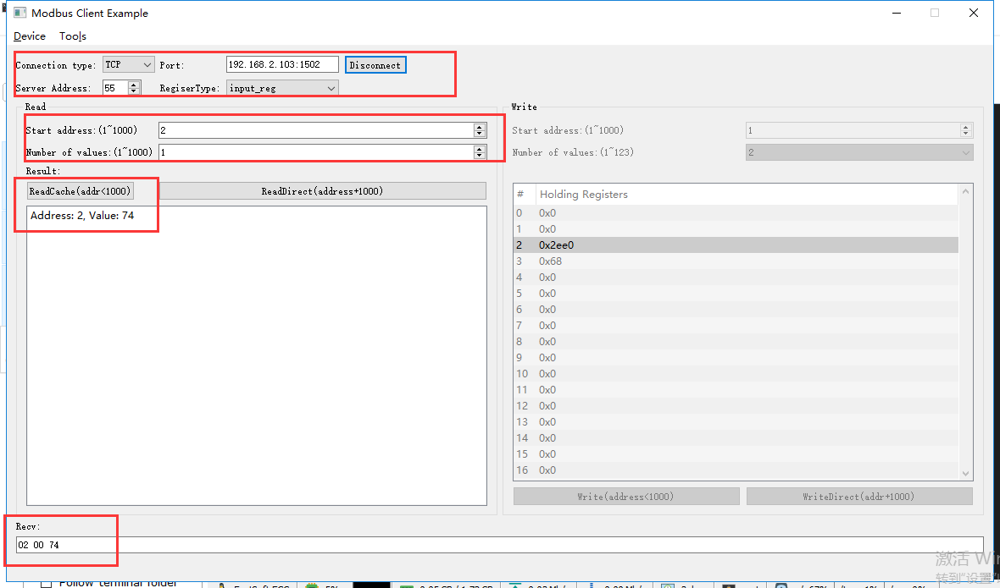 Modbus Client Example
Device Tools
Connection type: TCP Port: 192.168.2.103:1502 Disconnect
Server Address: 55 RegiserType: input_reg
Read Write
Start address:(1~1000) 2 Start address:(1~1000) 1
Number of values:(1~1000) 1 Number of values:(1~123) 2
Result:
ReadCache(addr<1000) ReadDirect(address+1000)
Address: 2, Value: 74
# Holding Registers
0 0x0
1 0x0
2 0x2ee0
3 0x68
4 0x0
5 0x0
6 0x0
7 0x0
8 0x0
9 0x0
10 0x0
11 0x0
12 0x0
13 0x0
14 0x0
15 0x0
16 0x0
Write(address<1000) WriteDirect(addr+1000)
Recv:
02 00 74
激活 Win
转到"设置"
Follow terminal folder